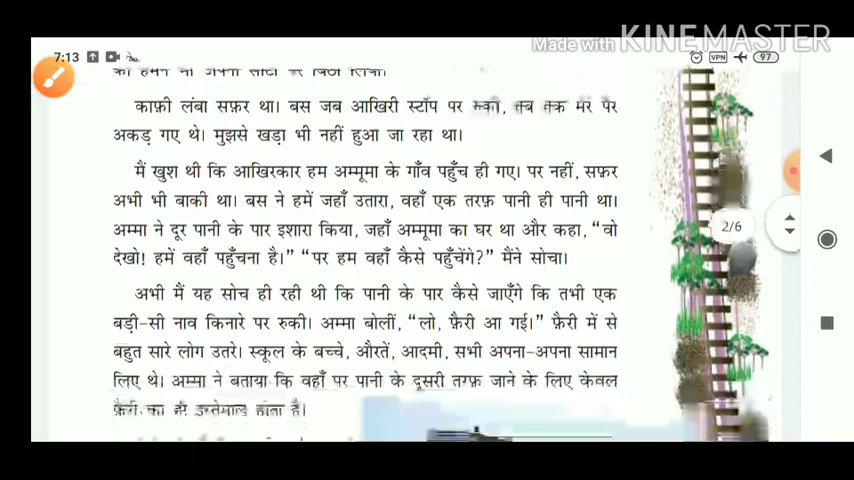 Made with KINEMASTER
7:13
VPN
97
काफ़ी लंबा सफ़र था। बस जब आखिरी स्टॉप पर रुकी, तब तक मेरे पैर
अकड़ गए थे। मुझसे खड़ा भी नहीं हुआ जा रहा था।
मैं खुश थी कि आखिरकार हम अम्मूमा के गाँव पहुँच ही गए। पर नहीं, सफ़र
अभी भी बाकी था। बस ने हमें जहाँ उतारा, वहाँ एक तरफ़ पानी ही पानी था।
अम्मा ने दूर पानी के पार इशारा किया, जहाँ अम्मूमा का घर था और कहा, “वो
देखो! हमें वहाँ पहुँचना है।” “पर हम वहाँ कैसे पहुँचेंगे?” मैंने सोचा।
2/6
अभी मैं यह सोच ही रही थी कि पानी के पार कैसे जाएँगे कि तभी एक
बड़ी-सी नाव किनारे पर रुकी। अम्मा बोलीं, “लो, फ़ैरी आ गई।” फ़ैरी में से
बहुत सारे लोग उतरे। स्कूल के बच्चे, औरतें, आदमी, सभी अपना-अपना सामान
लिए थे। अम्मा ने बताया कि वहाँ पर पानी के दूसरी तरफ़ जाने के लिए केवल
फ़ैरी का ही इस्तेमाल होता है।